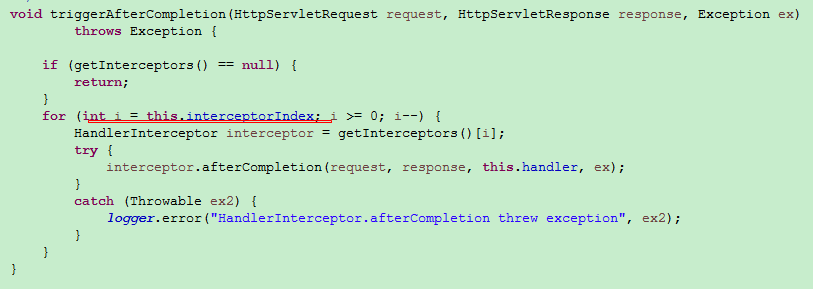 void triggerAfterCompletion(HttpServletRequest request, HttpServletResponse response, Exception ex)
        throws Exception {

    if (getInterceptors() == null) {
        return;
    }
    for (int i = this.interceptorIndex; i >= 0; i--) {
        HandlerInterceptor interceptor = getInterceptors()[i];
        try {
            interceptor.afterCompletion(request, response, this.handler, ex);
        }
        catch (Throwable ex2) {
            logger.error("HandlerInterceptor.afterCompletion threw exception", ex2);
        }
    }
}